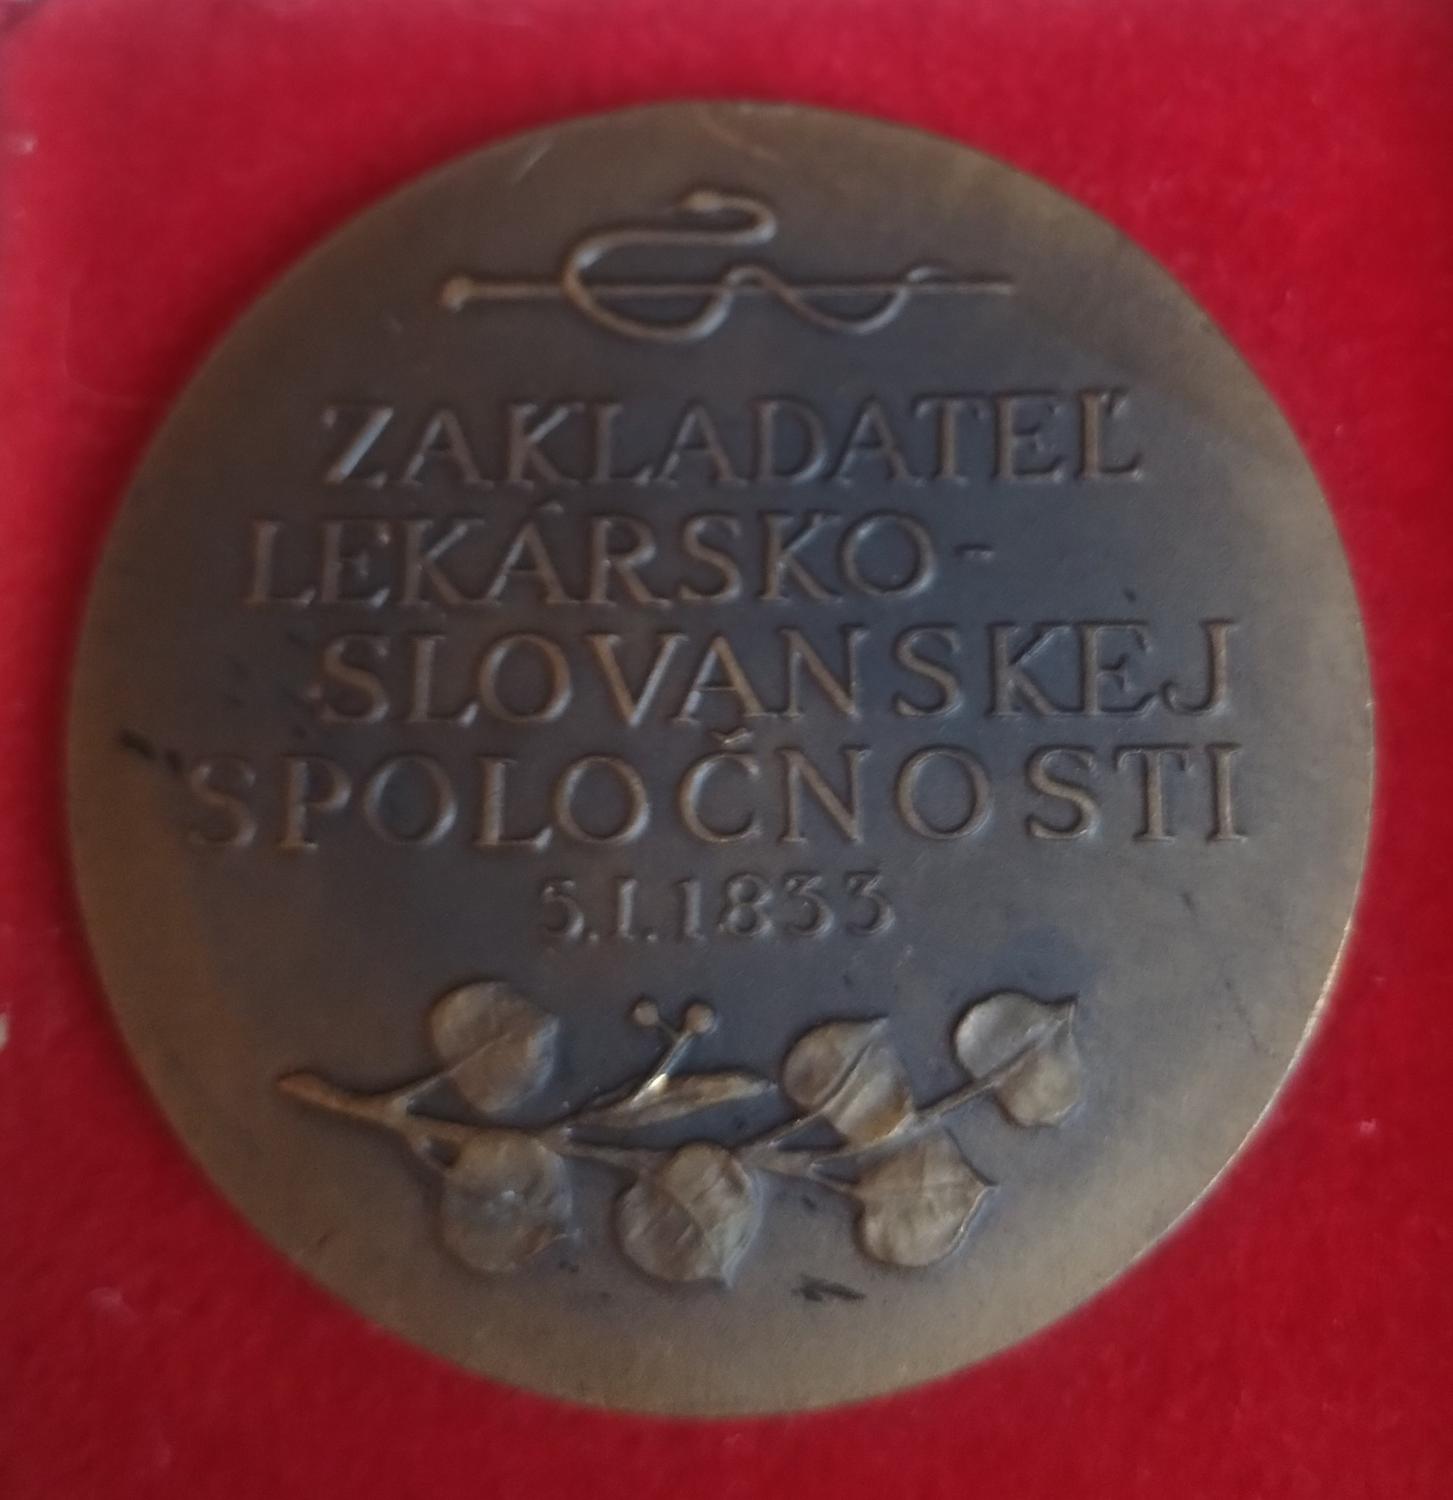 ZAKLADATEĽ
LEKÁRSKO-
SLOVANSKEJ
SPOLOČNOSTI
5.I.1833